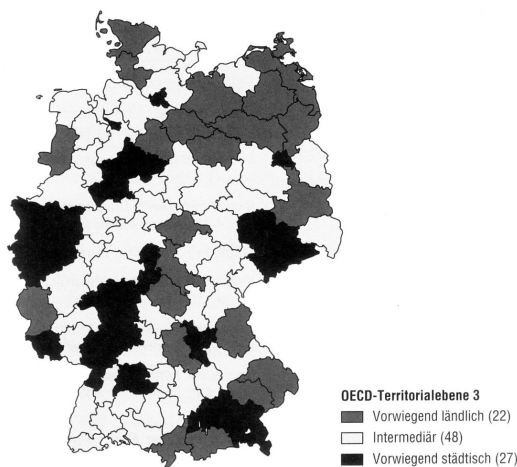 OECD-Territorialebene 3
Vorwiegend ländlich (22)
Intermediär (48)
Vorwiegend städtisch (27)